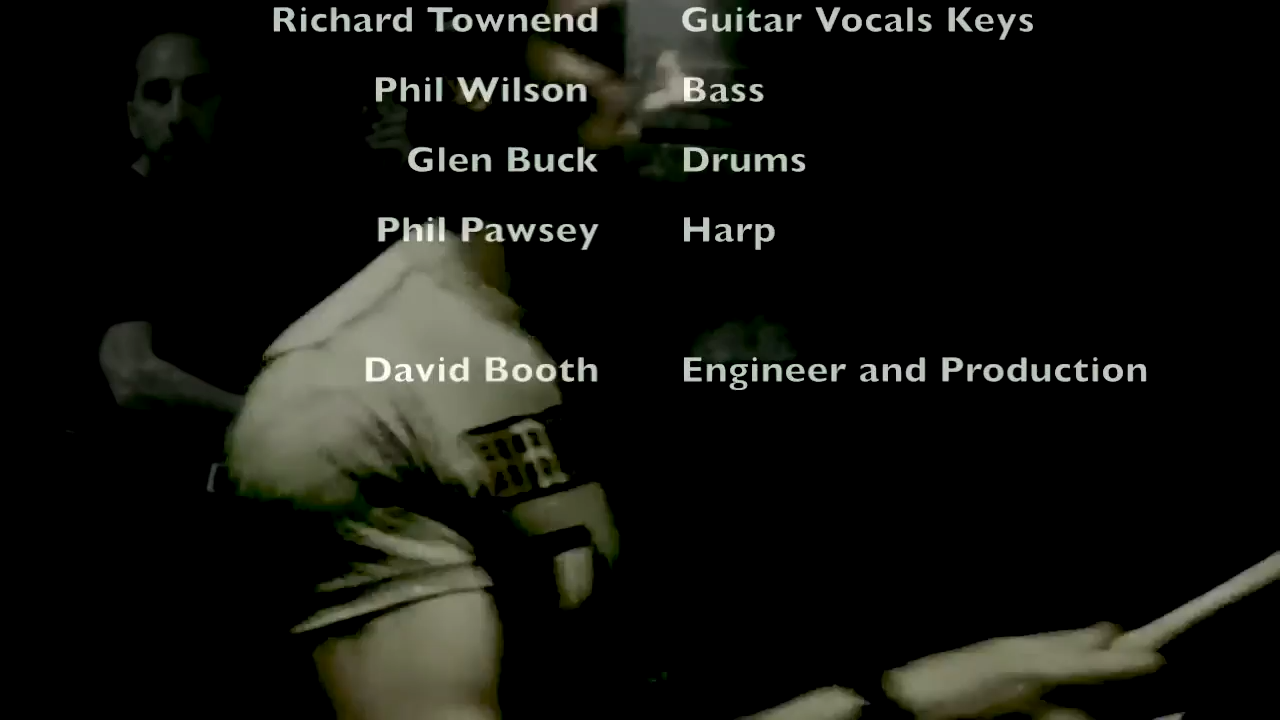 Richard Townend Guitar Vocals Keys
Phil Wilson Bass
Glen Buck Drums
Phil Pawsey Harp
David Booth Engineer and Production